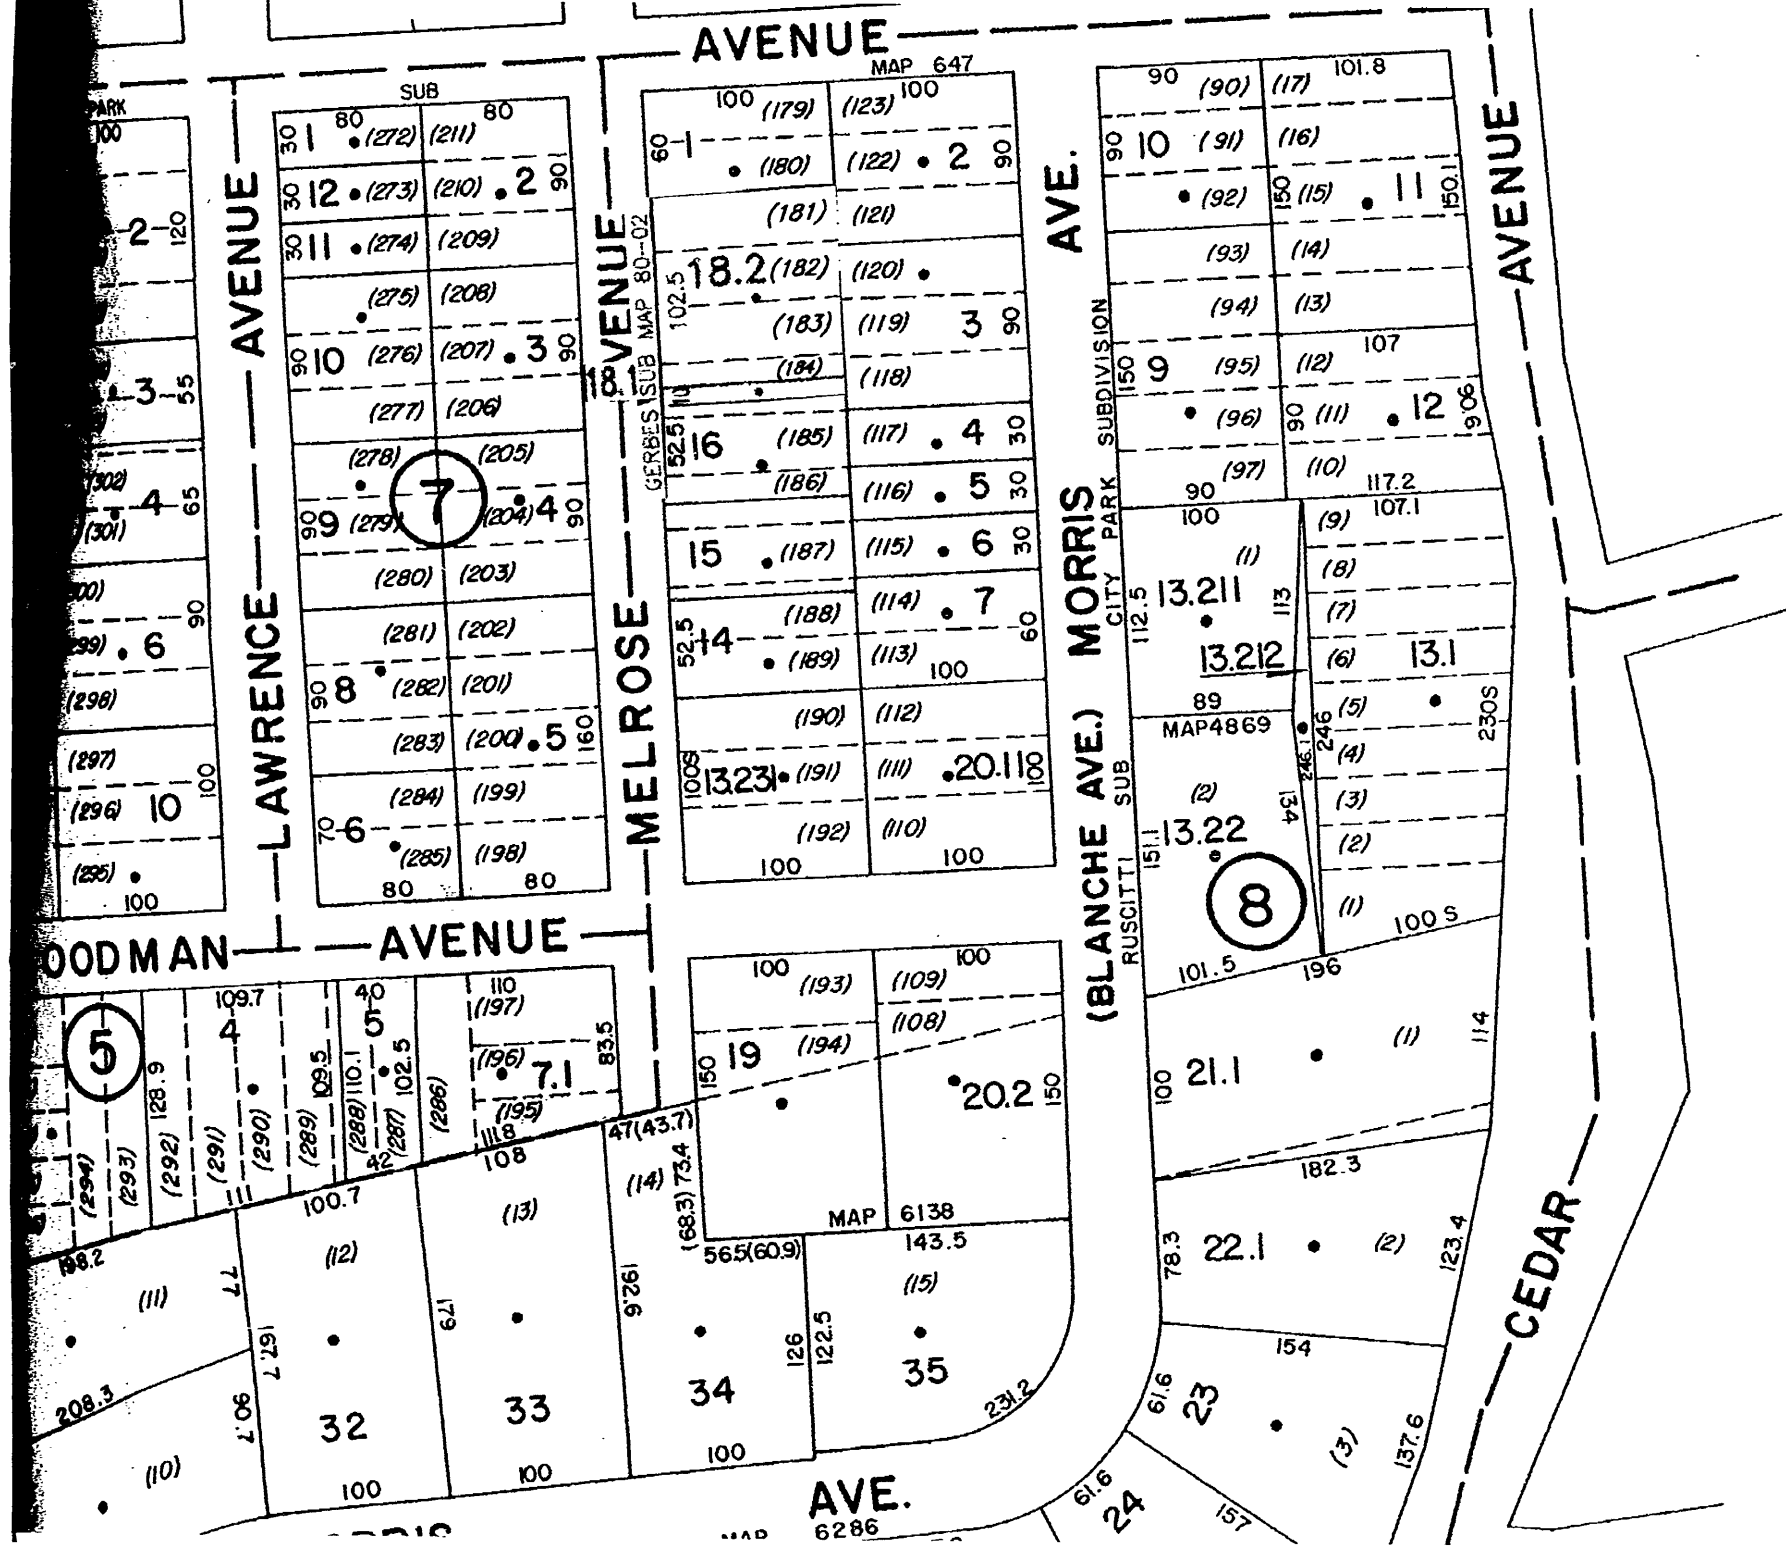 AVENUE
MAP 647
SUB
PARK
100
2
120
3
55
(302)
4
65
(301)
90
6
(298)
(297)
100
(296) 10
(295)
100
AVENUE
LAWRENCE
30 1 80 (272) (211) 80
30 12 (273) (210) 2 90
30 11 (274) (209)
(275) (208)
90 10 (276) (207) 3 90
(277) (206)
(278) (205)
7
90 9 (279) (204) 4 90
(280) (203)
(281) (202)
90 8 (282) (201)
(283) (200) 5 160
(284) (199)
70 6
(285) (198)
80 80
AVENUE
18
MELROSE
GERBES SUB MAP 80-02
100 (179) (123) 100
60 1 (180) (122) 2 90
(181) (121)
102.5 18.2 (182) (120)
(183) (119) 3 90
(184) (118)
10
52.5 16 (185) (117) 4 30
(186) (116) 5 30
15 (187) (115) 6 30
(188) (114) 7
52.5 14 (189) (113) 60
100
(190) (112)
100S 13.231 (191) (111) 20.11 100
(192) (110)
100 100
AVE.
MORRIS
(BLANCHE AVE.)
CITY PARK SUBDIVISION
RUSCITTI SUB
90 (90) (17) 101.8
90 10 (91) (16)
(92) 150 (15) 11 150.1
(93) (14)
(94) (13)
107
150 9 (95) (12)
(96) 90 (11) 12 90.6
(97) (10)
90 117.2
100 (9) 107.1
(1) (8)
13.211 113 (7)
112.5
13.212 (6) 13.1
89 (5) 230S
MAP4869 246
246.1 (4)
(2) 134 (3)
13.22 (2)
151.1
8 (1)
100 S
101.5 196
AVENUE
CEDAR
OODMAN AVENUE
5
109.7
4
128.9
(294) (293) (292) (291) (290) (289) (288) (287) (286)
109.5 110.1
40
5
102.5
42
110
(197)
(196) 7.1 83.5
(195)
111.8
100 (193) (109) 100
(108)
150 19 (194)
20.2 150
MAP 6138
(1)
100 21.1 114
182.3
78.3 22.1 (2) 123.4
154
61.6 23 (3) 137.6
61.6 24 157
198.2
(11)
77
208.3
167.7
90.7
(10)
100.7
(12)
32
100
108
(13)
179
33
100
47(43.7)
(14)
(68.3) 73.4
192.6
56.5(60.9)
34
126
100
143.5
(15)
122.5
35
231.2
AVE.
MAP 6286